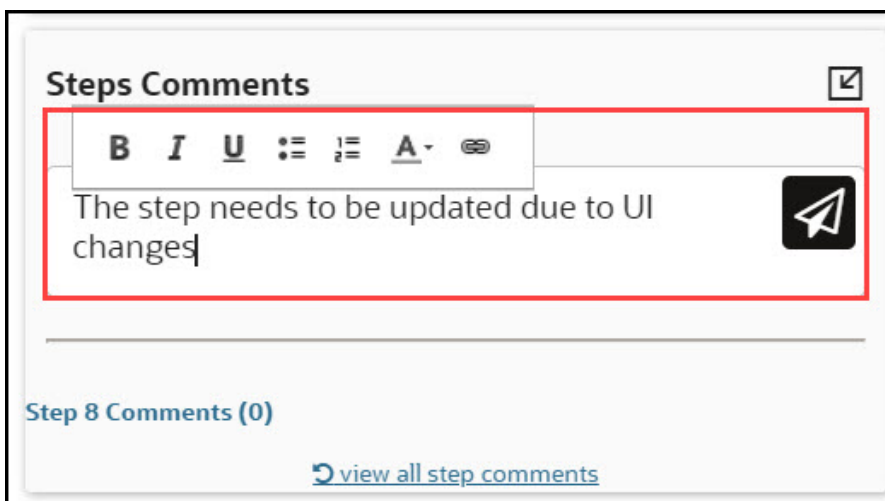 Steps Comments
B I U A
The step needs to be updated due to UI
changes
Step 8 Comments (0)
view all step comments